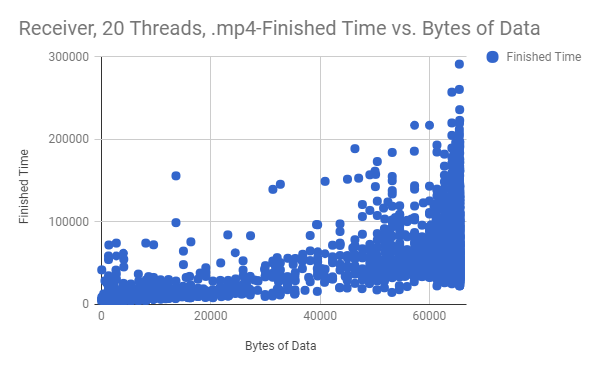 Receiver, 20 Threads, .mp4-Finished Time vs. Bytes of Data
300000
Finished Time
200000
Finished Time
100000
0
0
20000
40000
60000
Bytes of Data